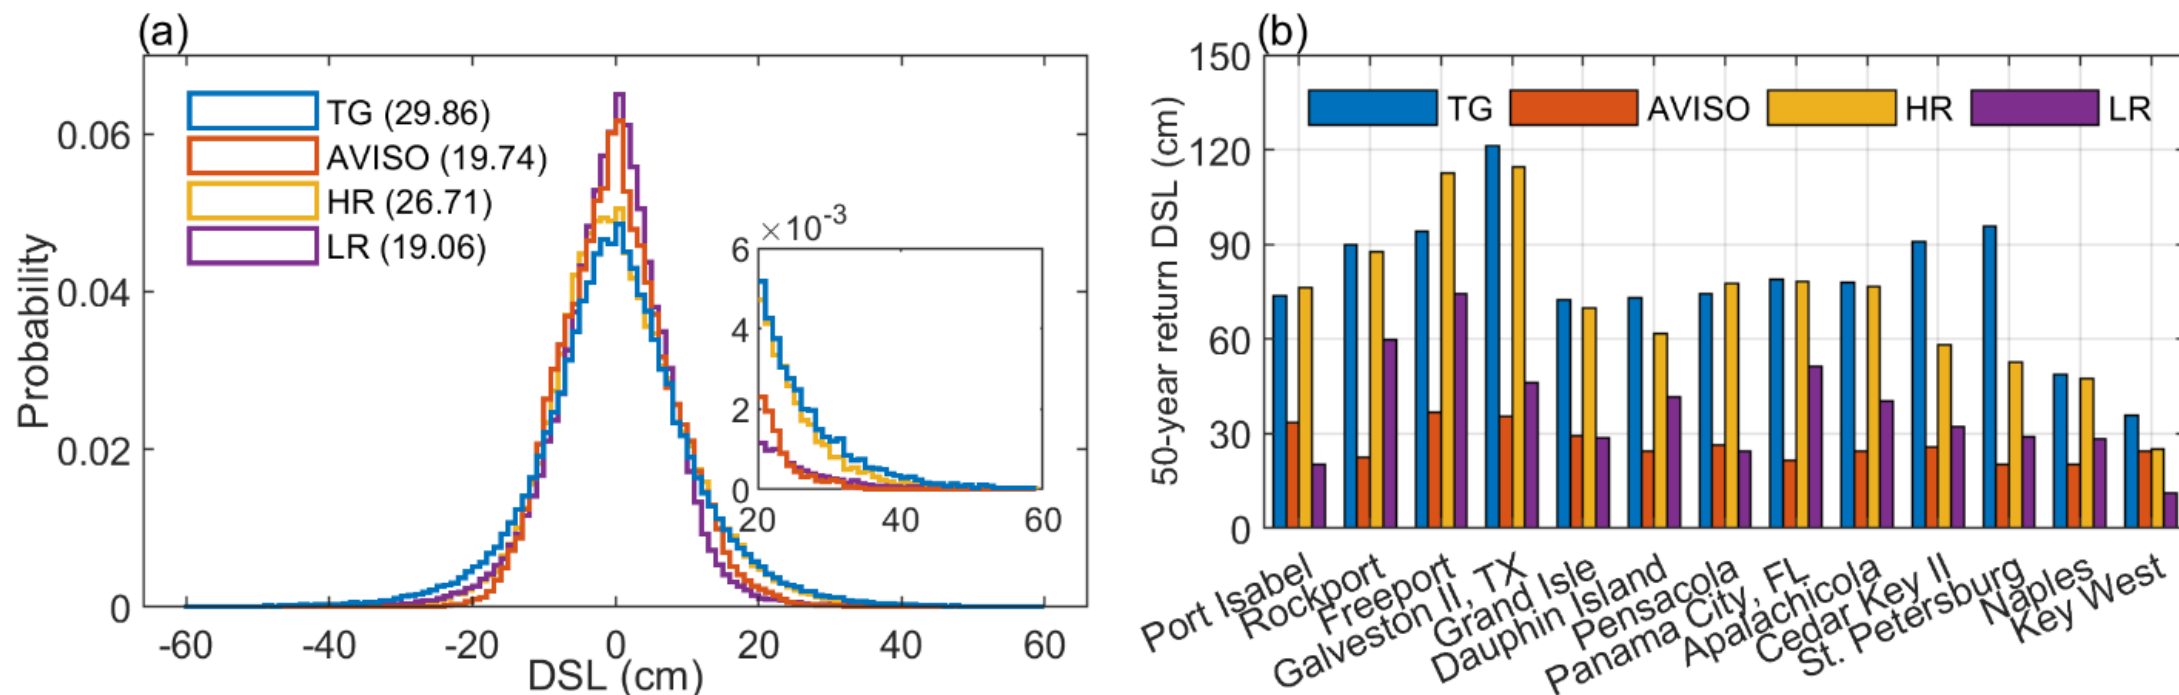 (a)
TG (29.86)
AVISO (19.74)
HR (26.71)
LR (19.06)
Probability
0.06
0.04
0.02
0
-60 -40 -20 0 20 40 60
DSL (cm)
×10⁻³
6
4
2
0
20 40 60
(b)
TG AVISO HR LR
50-year return DSL (cm)
150
120
90
60
30
0
Port Isabel
Rockport
Freeport
Galveston II, TX
Grand Isle
Dauphin Island
Pensacola
Panama City, FL
Apalachicola
Cedar Key II
St. Petersburg
Naples
Key West